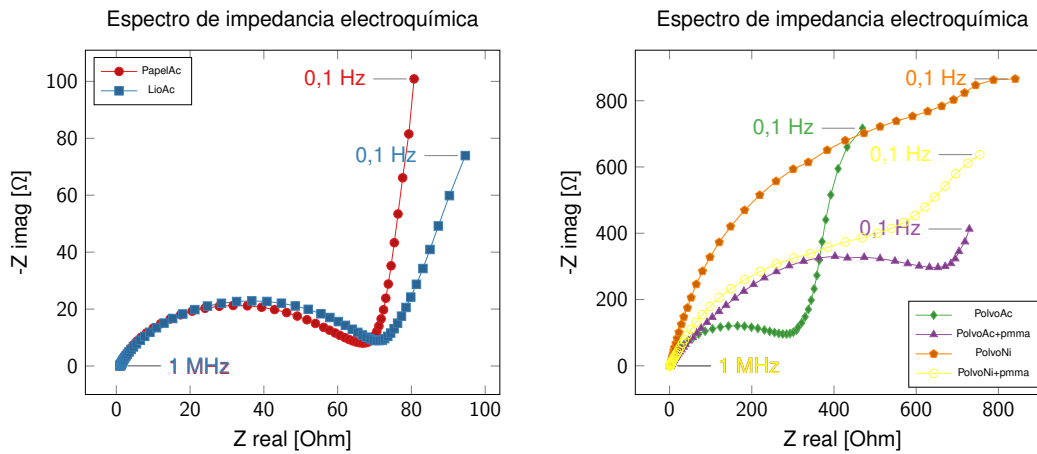 Espectro de impedancia electroquímica
-Z imag [Ω]
100
80
60
40
20
0
PapelAc
LioAc
0,1 Hz
0,1 Hz
1 MHz
0
20
40
60
80
100
Z real [Ohm]
Espectro de impedancia electroquímica
-Z imag [Ω]
800
600
400
200
0
0,1 Hz
0,1 Hz
0,1 Hz
0,1 Hz
1 MHz
PolvoAc
PolvoAc+pmma
PolvoNi
PolvoNi+pmma
0
200
400
600
800
Z real [Ohm]